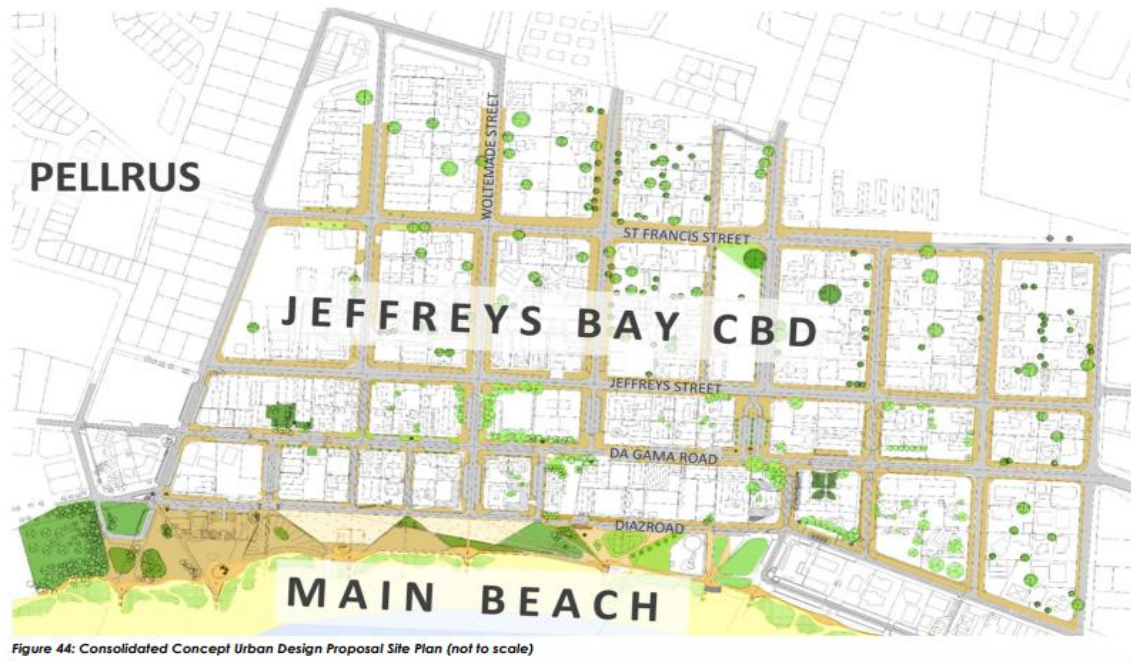 PELLRUS
WOLTEMADE STREET
ST FRANCIS STREET
JEFFREYS BAY CBD
JEFFREYS STREET
DA GAMA ROAD
DIAZROAD
MAIN BEACH
Figure 44: Consolidated Concept Urban Design Proposal Site Plan (not to scale)